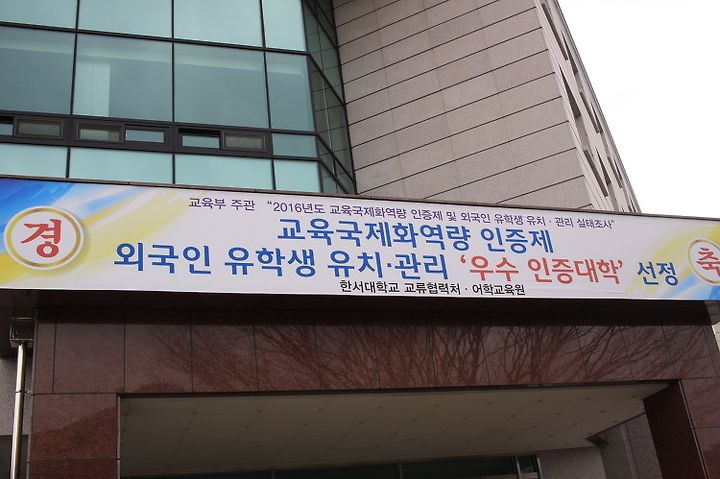 교육부 주관 "2016년도 교육국제화역량 인증제 및 외국인 유학생 유치·관리 실태조사"
경
교육국제화역량 인증제
외국인 유학생 유치·관리 '우수 인증대학' 선정
축
한서대학교 교류협력처·어학교육원